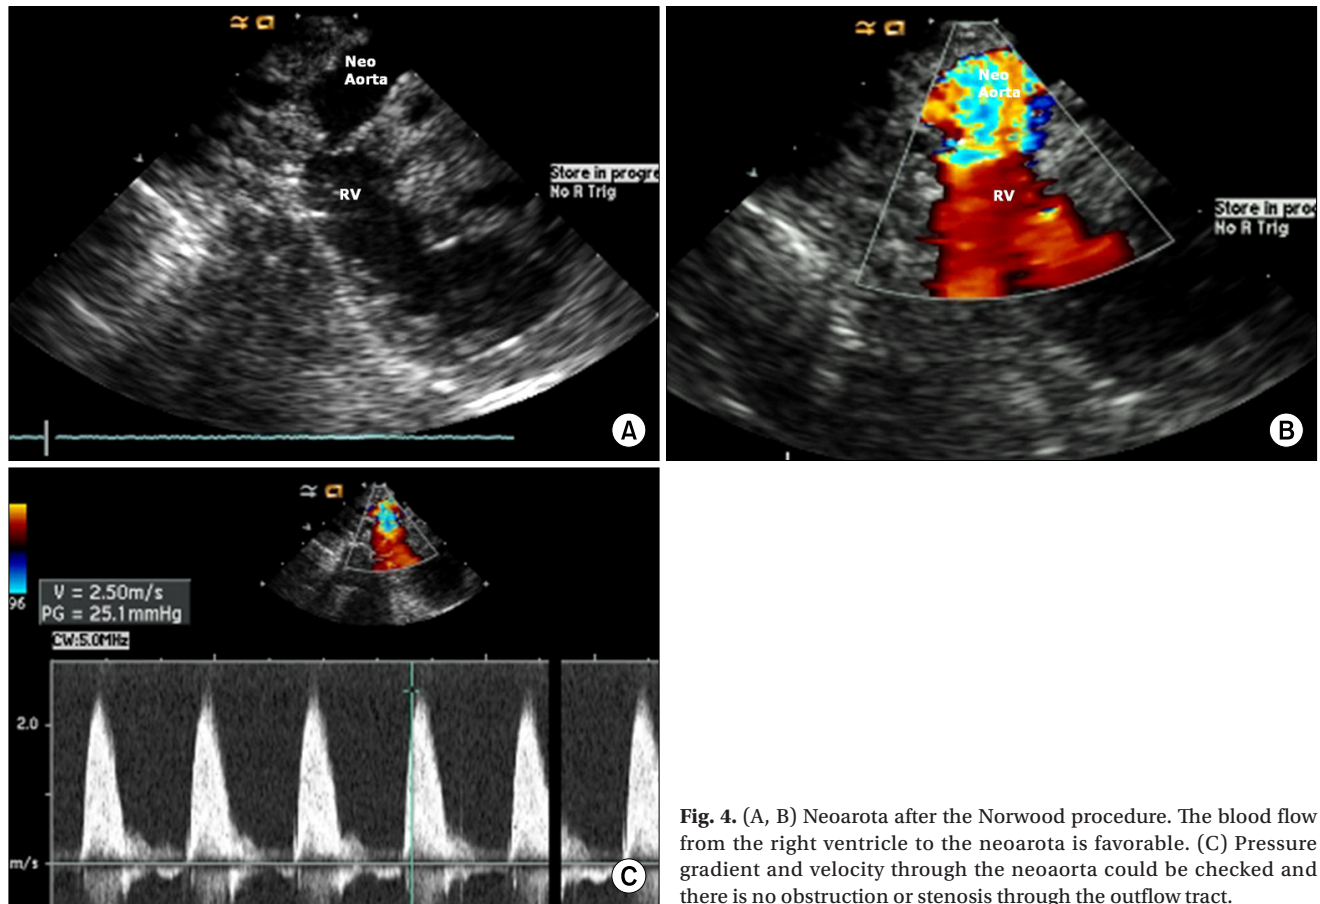 Neo
Aorta
RV
Store in progre
No R Trig
A
Neo
Aorta
RV
Store in proc
No R Trig
B
96
V = 2.50m/s
PG = 25.1mmHg
CW:5.0MHz
2.0
m/s
C
Fig. 4. (A, B) Neoarota after the Norwood procedure. The blood flow
from the right ventricle to the neoarota is favorable. (C) Pressure
gradient and velocity through the neoaorta could be checked and
there is no obstruction or stenosis through the outflow tract.